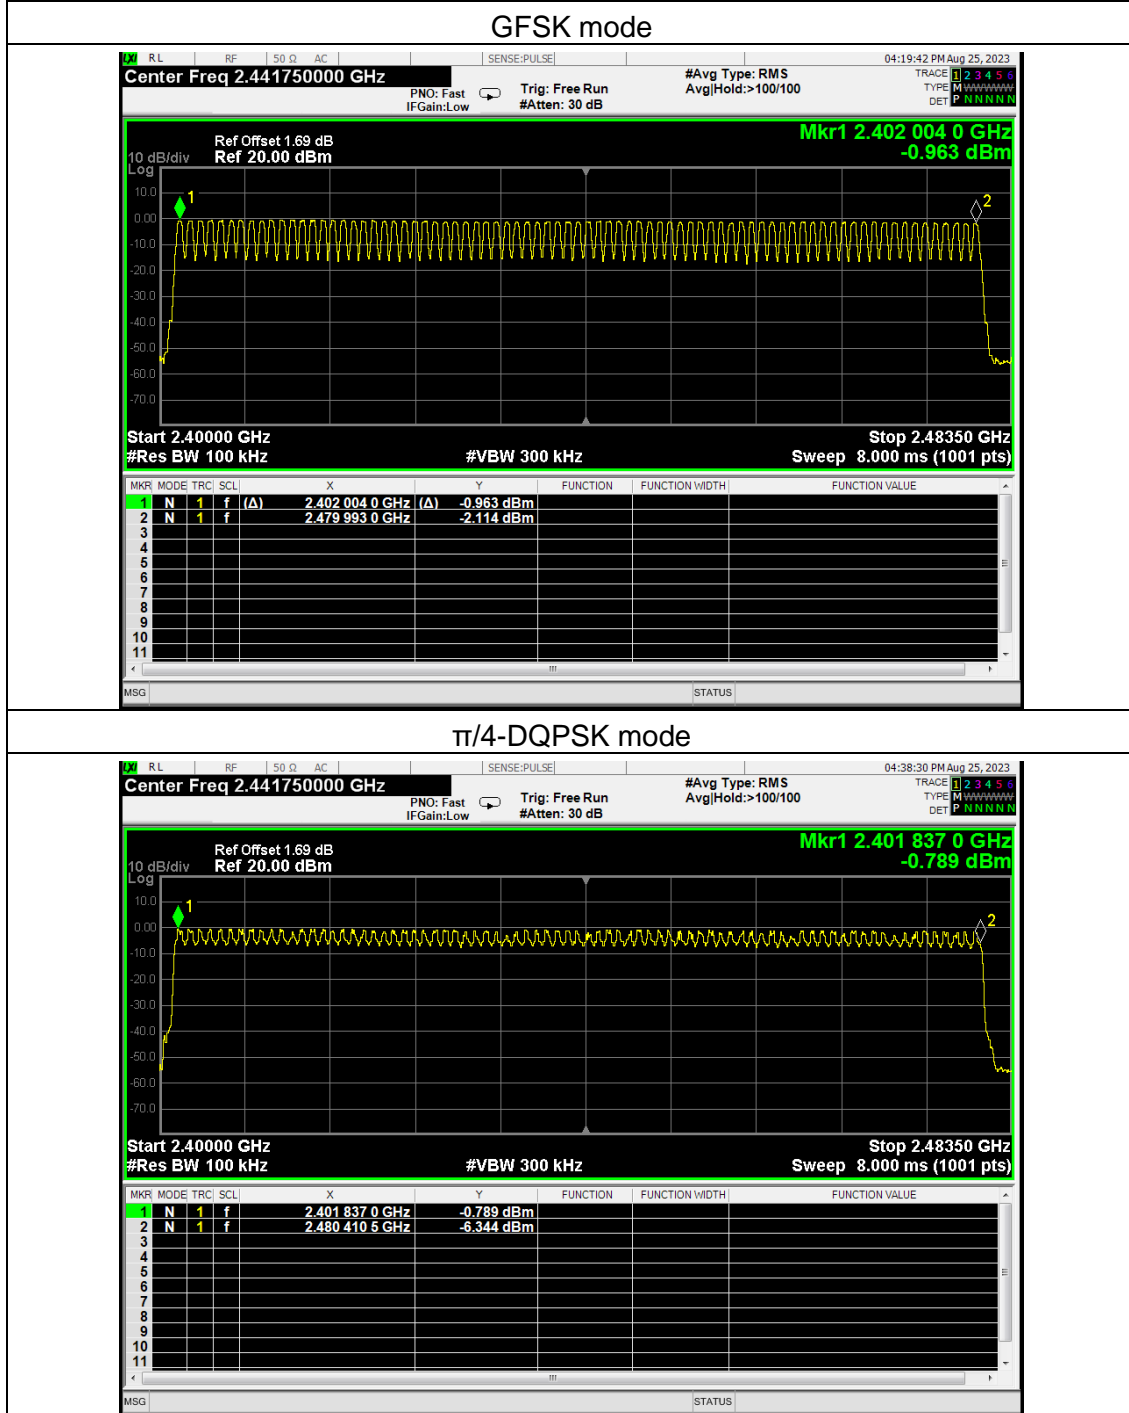 GFSK mode
LXI RL RF 50 Ω AC SENSE:PULSE 04:19:42 PM Aug 25, 2023
Center Freq 2.441750000 GHz #Avg Type: RMS TRACE 1 2 3 4 5 6
PNO: Fast Trig: Free Run Avg|Hold:>100/100 TYPE M WWWWW
IFGain:Low #Atten: 30 dB DET P N N N N N
Mkr1 2.402 004 0 GHz
Ref Offset 1.69 dB
10 dB/div Ref 20.00 dBm -0.963 dBm
Log
10.0
1
2
0.00
-10.0
-20.0
-30.0
-40.0
-50.0
-60.0
-70.0
Start 2.40000 GHz Stop 2.48350 GHz
#Res BW 100 kHz #VBW 300 kHz Sweep 8.000 ms (1001 pts)
MKR MODE TRC SCL X Y FUNCTION FUNCTION WIDTH FUNCTION VALUE
1 N 1 f (Δ) 2.402 004 0 GHz (Δ) -0.963 dBm
2 N 1 f 2.479 993 0 GHz -2.114 dBm
3
4
5
6
7
8
9
10
11
MSG STATUS
π/4-DQPSK mode
LXI RL RF 50 Ω AC SENSE:PULSE 04:38:30 PM Aug 25, 2023
Center Freq 2.441750000 GHz #Avg Type: RMS TRACE 1 2 3 4 5 6
PNO: Fast Trig: Free Run Avg|Hold:>100/100 TYPE M WWWWW
IFGain:Low #Atten: 30 dB DET P N N N N N
Mkr1 2.401 837 0 GHz
Ref Offset 1.69 dB
10 dB/div Ref 20.00 dBm -0.789 dBm
Log
10.0
1
2
0.00
-10.0
-20.0
-30.0
-40.0
-50.0
-60.0
-70.0
Start 2.40000 GHz Stop 2.48350 GHz
#Res BW 100 kHz #VBW 300 kHz Sweep 8.000 ms (1001 pts)
MKR MODE TRC SCL X Y FUNCTION FUNCTION WIDTH FUNCTION VALUE
1 N 1 f 2.401 837 0 GHz -0.789 dBm
2 N 1 f 2.480 410 5 GHz -6.344 dBm
3
4
5
6
7
8
9
10
11
MSG STATUS